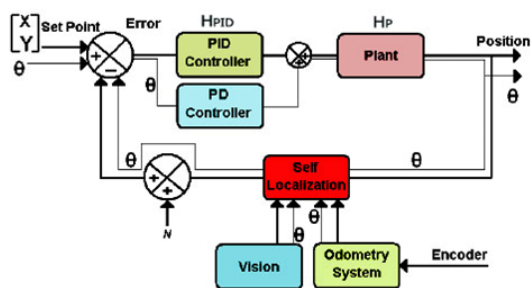 X
Y
Set Point
θ
Error
HPID
PID
Controller
θ
PD
Controller
HP
Plant
Position
θ
θ
θ
Self
Localization
N
θ
θ
Vision
Odometry
System
Encoder